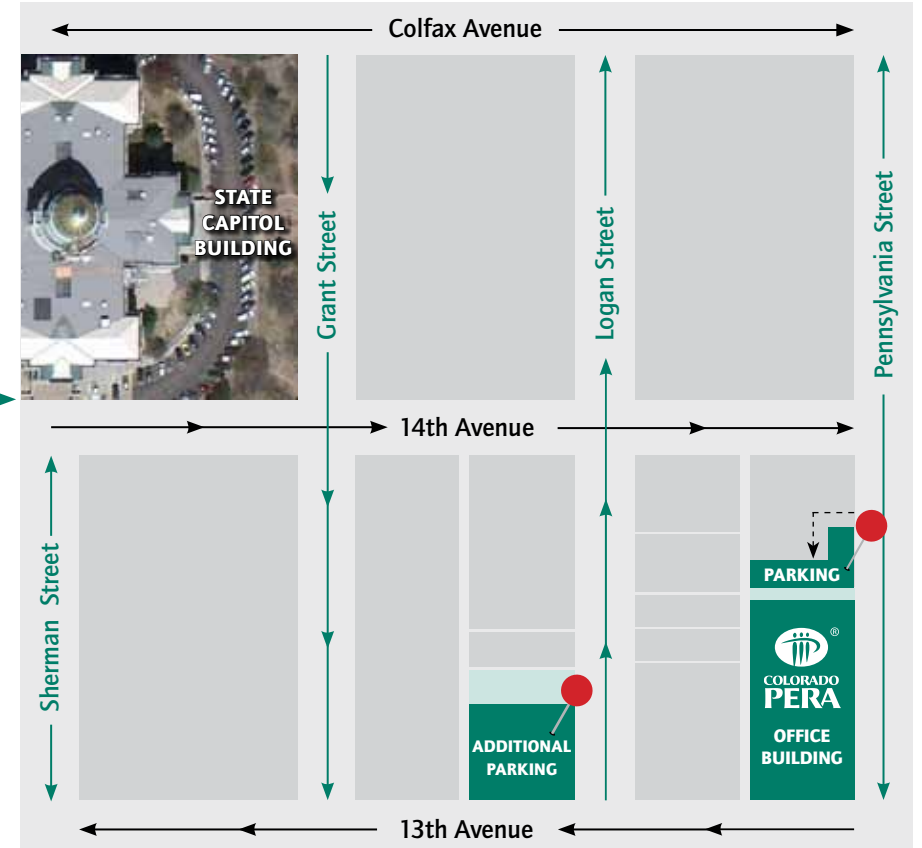 Colfax Avenue
STATE
CAPITOL
BUILDING
Grant Street
Logan Street
Pennsylvania Street
14th Avenue
Sherman Street
PARKING
®
COLORADO
PERA
OFFICE
BUILDING
ADDITIONAL
PARKING
13th Avenue